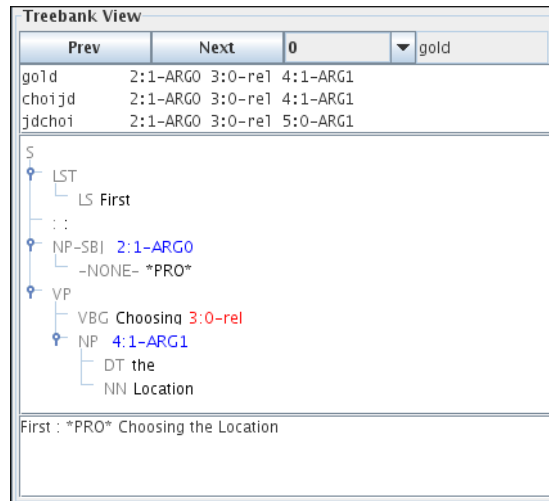 Treebank View
Prev Next 0 gold
gold 2:1-ARG0 3:0-rel 4:1-ARG1
choijd 2:1-ARG0 3:0-rel 4:1-ARG1
jdchoi 2:1-ARG0 3:0-rel 5:0-ARG1
S
LST
LS First
: :
NP-SBJ 2:1-ARG0
-NONE- *PRO*
VP
VBG Choosing 3:0-rel
NP 4:1-ARG1
DT the
NN Location
First : *PRO* Choosing the Location